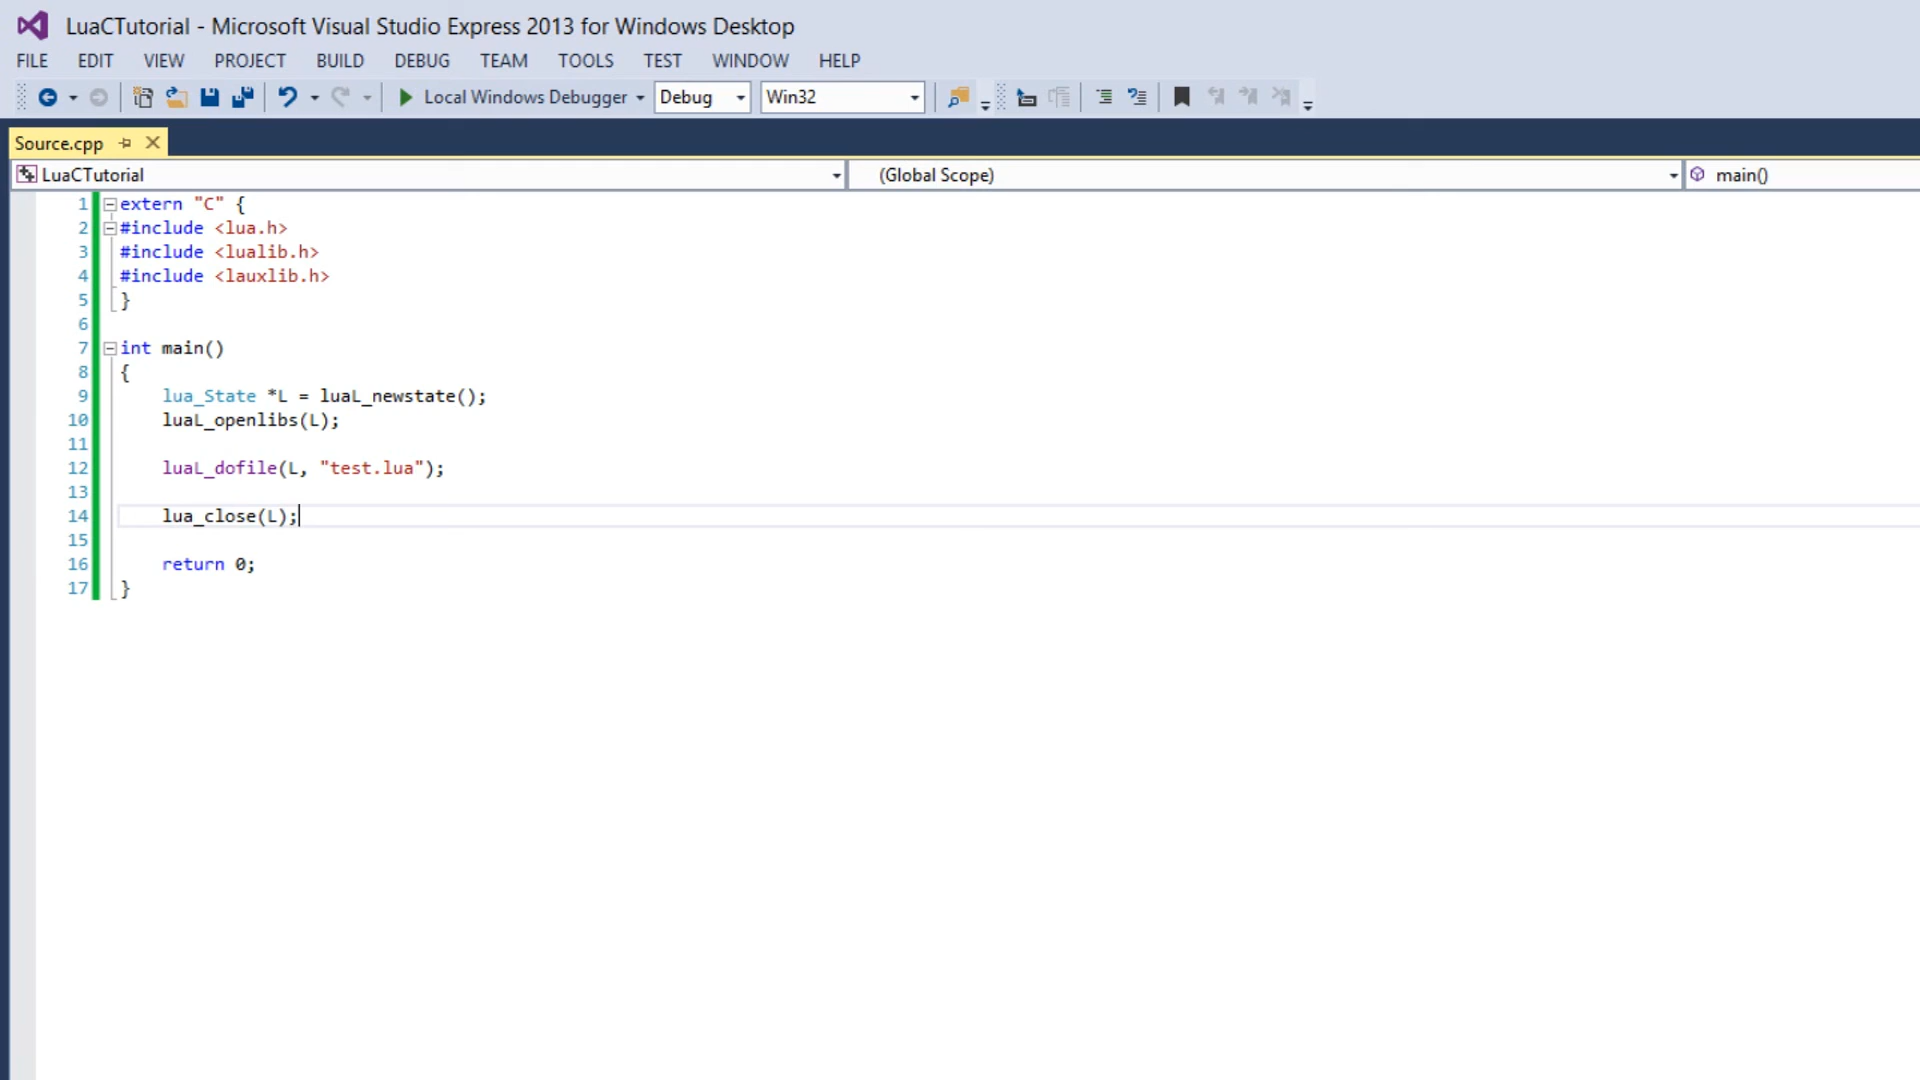 LuaCTutorial - Microsoft Visual Studio Express 2013 for Windows Desktop
FILE EDIT VIEW PROJECT BUILD DEBUG TEAM TOOLS TEST WINDOW HELP
Local Windows Debugger Debug Win32
Source.cpp
LuaCTutorial (Global Scope) main()
1 extern "C" {
2 #include <lua.h>
3 #include <lualib.h>
4 #include <lauxlib.h>
5 }
6
7 int main()
8 {
9 lua_State *L = luaL_newstate();
10 luaL_openlibs(L);
11
12 luaL_dofile(L, "test.lua");
13
14 lua_close(L);
15
16 return 0;
17 }